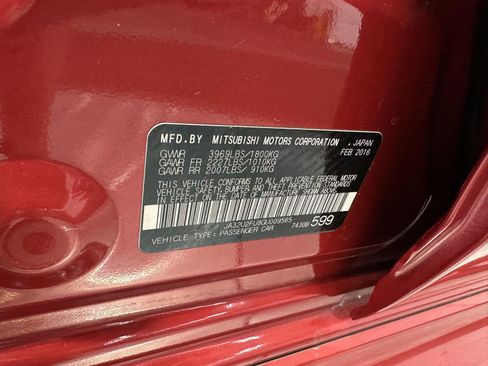 MFD.BY MITSUBISHI MOTORS CORPORATION, JAPAN
FEB 2016
GVWR 3969LBS/1800KG
GAWR FR 2227LBS/1010KG
GAWR RR 2007LBS/ 910KG
THIS VEHICLE CONFORMS TO ALL APPLICABLE FEDERAL MOTOR
VEHICLE SAFETY, BUMPER, AND THEFT PREVENTION STANDARDS
IN EFFECT ON THE DATE OF MANUFACTURE SHOWN ABOVE.
7430B 599
VEHICLE TYPE: PASSENGER CAR